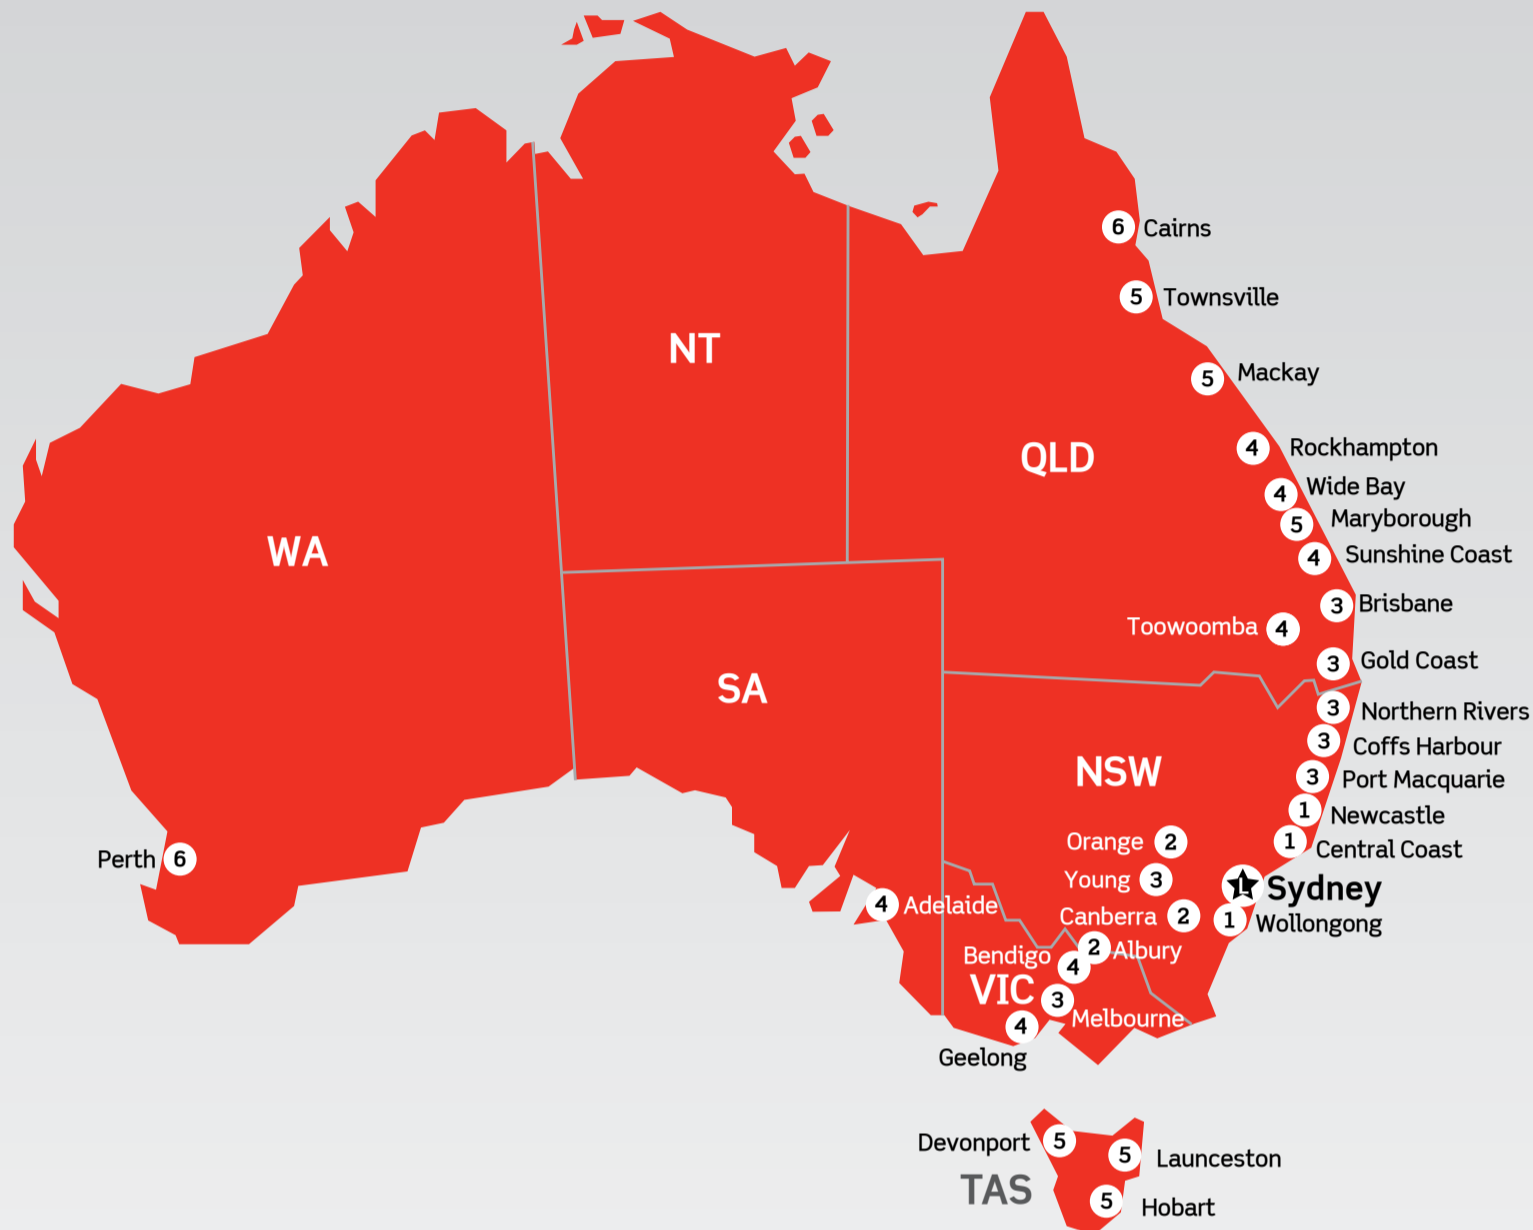 6 Cairns
5 Townsville
NT
5 Mackay
4 Rockhampton
QLD
4 Wide Bay
5 Maryborough
WA
4 Sunshine Coast
3 Brisbane
Toowoomba 4
3 Gold Coast
SA
3 Northern Rivers
3 Coffs Harbour
NSW
3 Port Macquarie
1 Newcastle
Orange 2
1 Central Coast
Perth 6
Young 3
L Sydney
4 Adelaide
Canberra 2
1 Wollongong
2 Albury
Bendigo 4
VIC
3 Melbourne
4 Geelong
Devonport 5
5 Launceston
TAS
5 Hobart